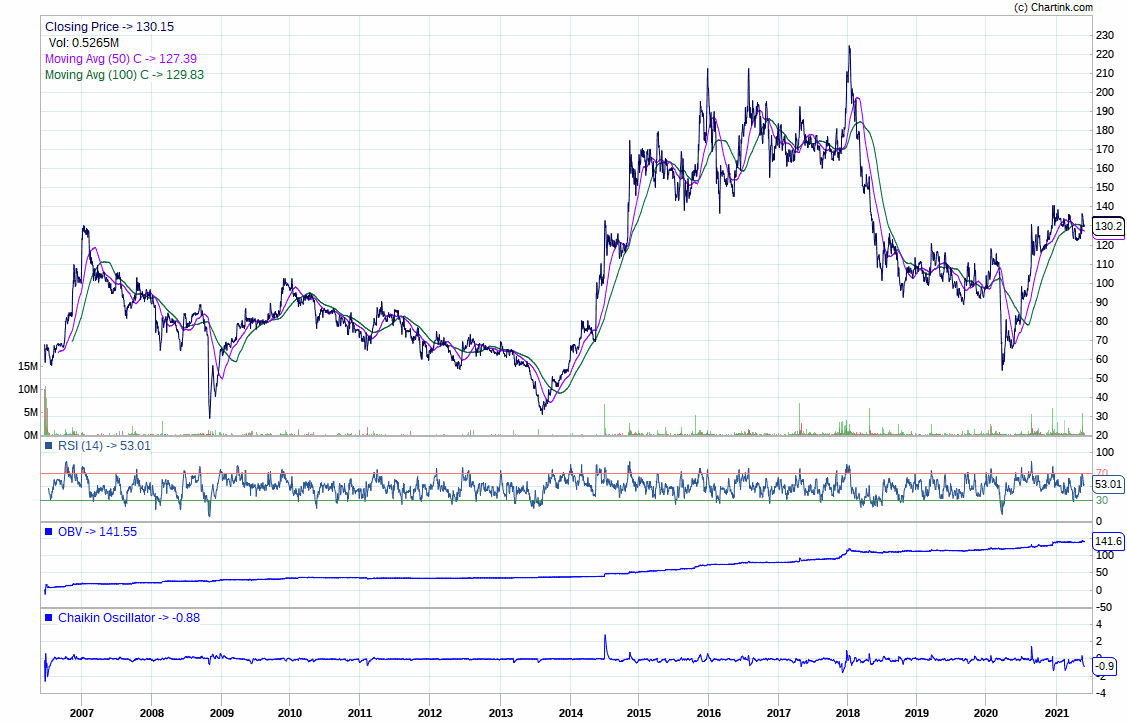 (c) Chartink.com
Closing Price -> 130.15
Vol: 0.5265M
Moving Avg (50) C -> 127.39
Moving Avg (100) C -> 129.83
230
220
210
200
190
180
170
160
150
140
130.2
120
110
100
90
80
70
60
50
40
30
20
15M
10M
5M
0M
RSI (14) -> 53.01
100
70
53.01
30
0
OBV -> 141.55
141.6
100
50
0
-50
Chaikin Oscillator -> -0.88
4
2
0
-0.9
-2
-4
2007 2008 2009 2010 2011 2012 2013 2014 2015 2016 2017 2018 2019 2020 2021